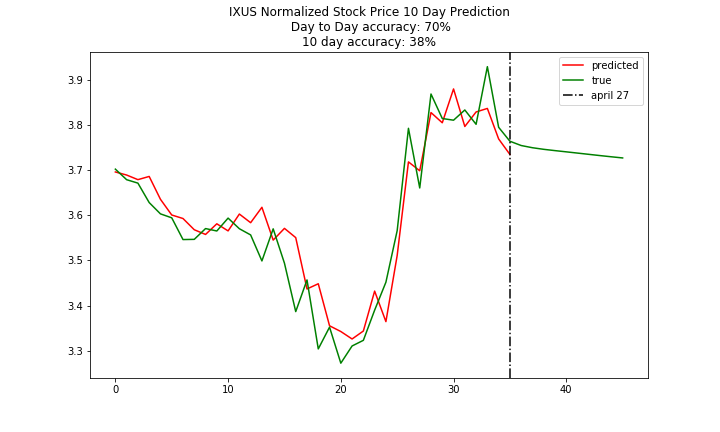 IXUS Normalized Stock Price 10 Day Prediction
Day to Day accuracy: 70%
10 day accuracy: 38%
predicted
true
april 27
3.9
3.8
3.7
3.6
3.5
3.4
3.3
0 10 20 30 40